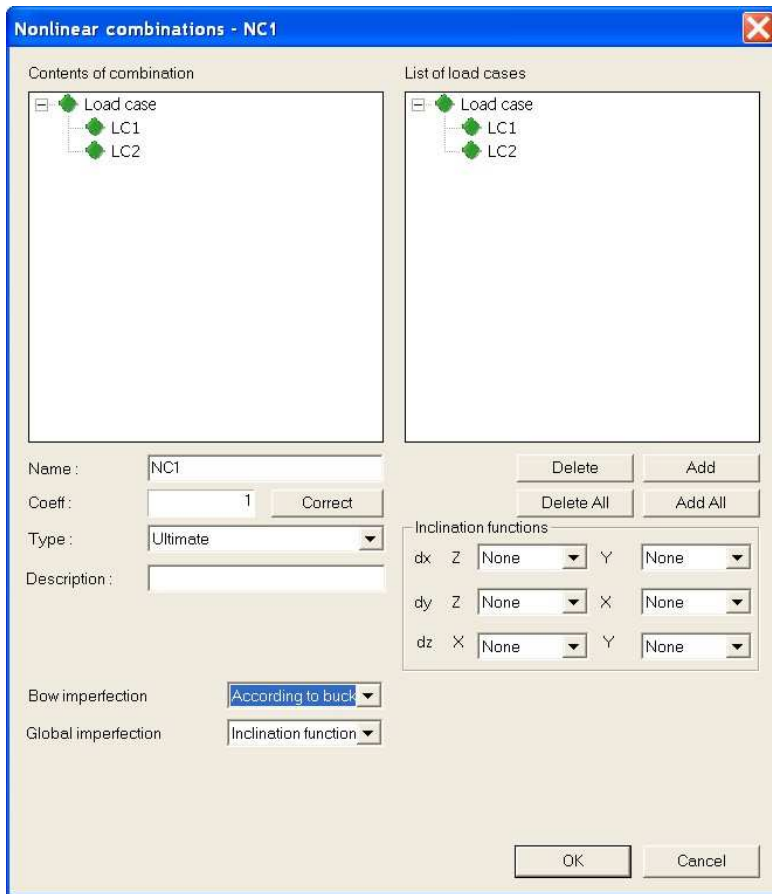 Nonlinear combinations - NC1
Contents of combination
List of load cases
Load case
LC1
LC2
Load case
LC1
LC2
Name :
NC1
Delete
Add
Coeff :
1
Correct
Delete All
Add All
Type :
Ultimate
Inclination functions
dx Z None Y None
Description :
dy Z None X None
dz X None Y None
Bow imperfection
According to buck
Global imperfection
Inclination function
OK
Cancel